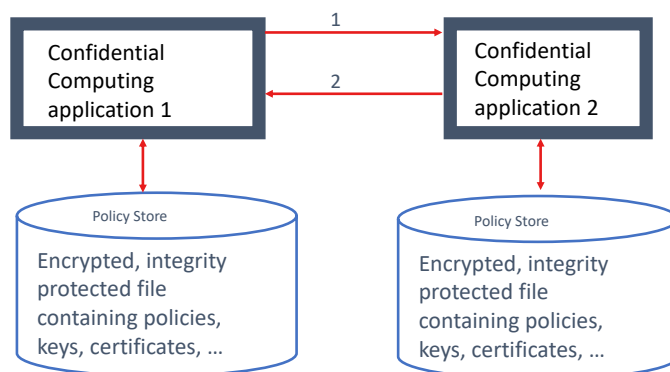 Confidential
Computing
application 1
1
2
Confidential
Computing
application 2
Policy Store
Encrypted, integrity
protected file
containing policies,
keys, certificates, ...
Policy Store
Encrypted, integrity
protected file
containing policies,
keys, certificates, ...